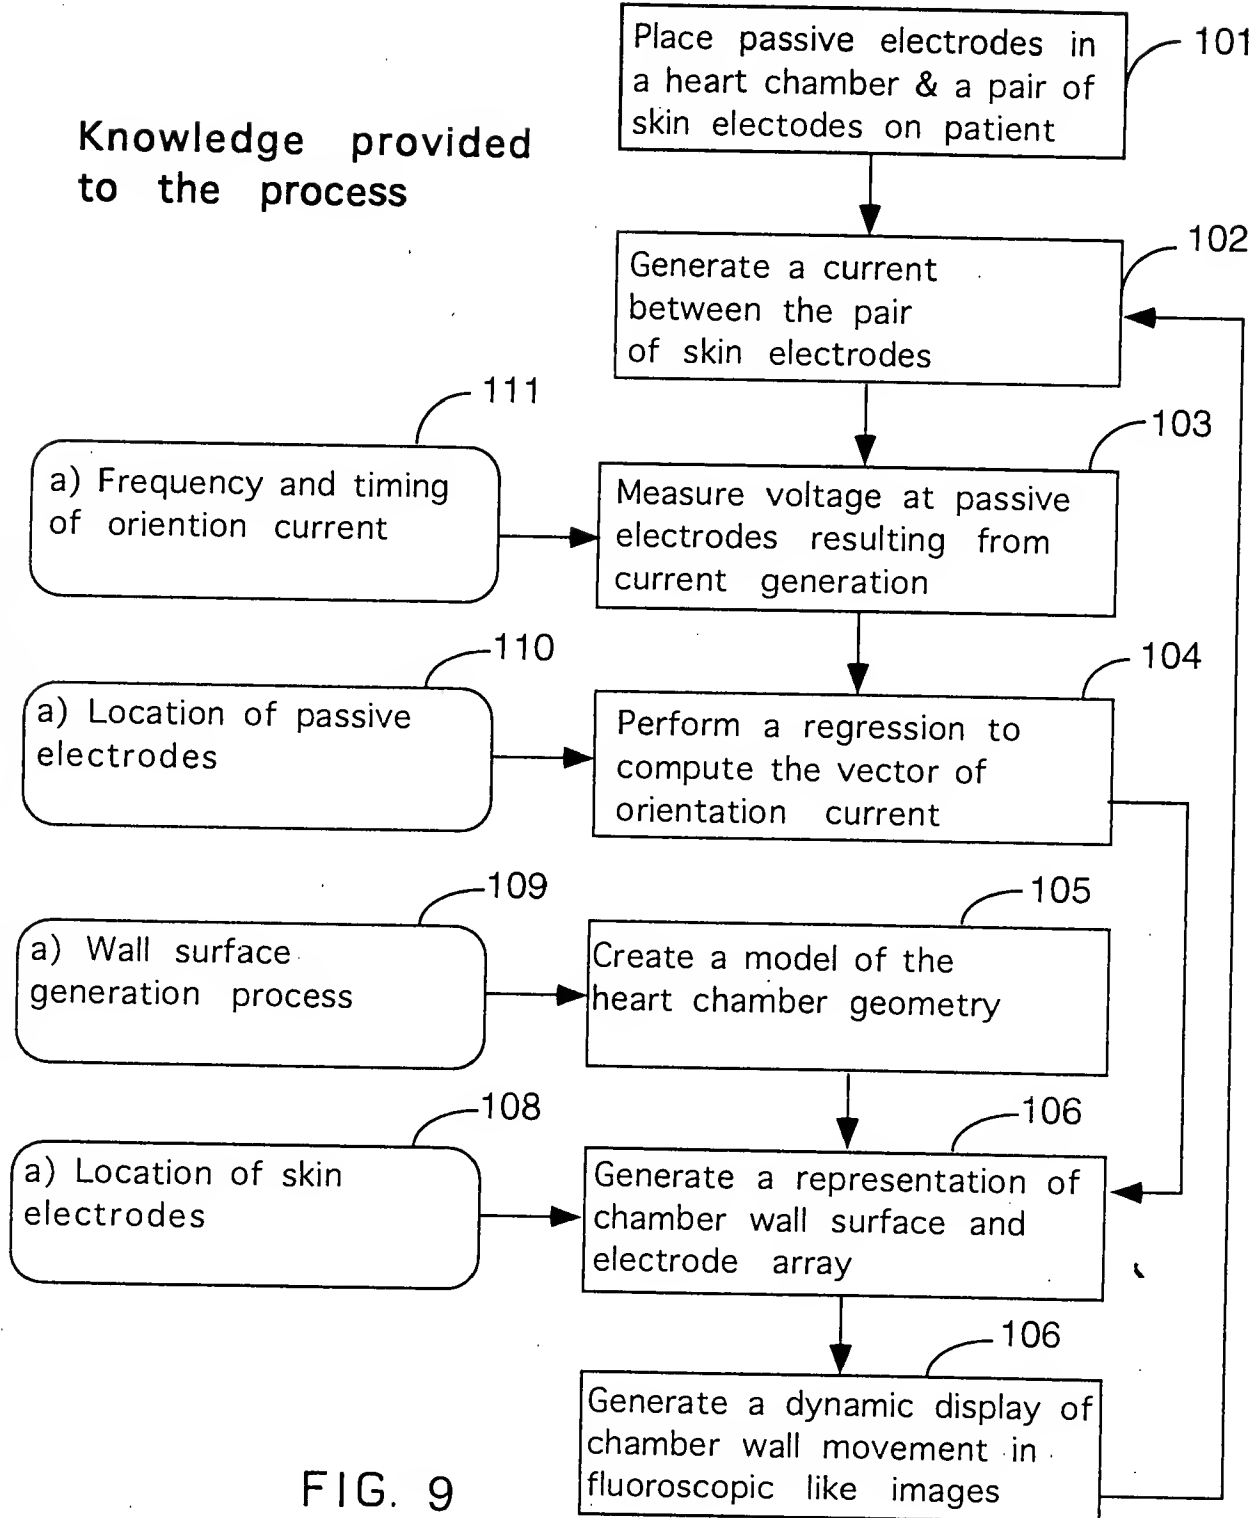 Knowledge provided
to the process
Place passive electrodes in
a heart chamber & a pair of
skin electodes on patient
101
Generate a current
between the pair
of skin electrodes
102
111
a) Frequency and timing
of oriention current
Measure voltage at passive
electrodes resulting from
current generation
103
110
a) Location of passive
electrodes
Perform a regression to
compute the vector of
orientation current
104
109
a) Wall surface
generation process
Create a model of the
heart chamber geometry
105
108
a) Location of skin
electrodes
Generate a representation of
chamber wall surface and
electrode array
106
Generate a dynamic display of
chamber wall movement in
fluoroscopic like images
106
FIG. 9